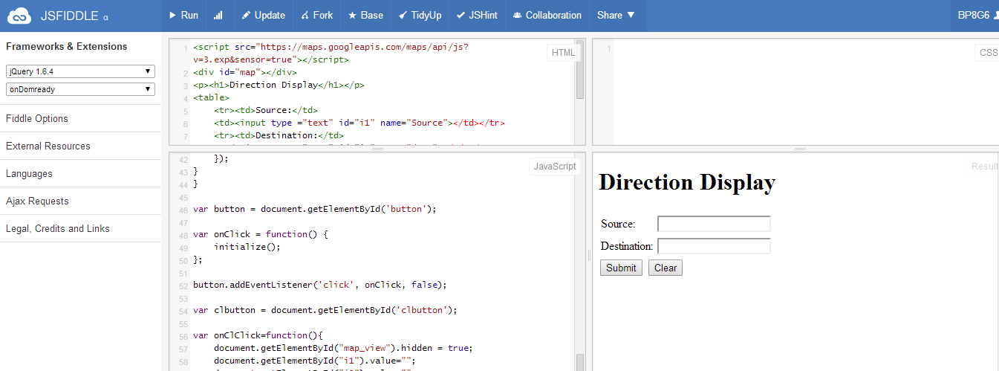 JSFIDDLE α
Run
Update
Fork
Base
TidyUp
JSHint
Collaboration
Share
BP8G6
Frameworks & Extensions
jQuery 1.6.4
onDomready
Fiddle Options
External Resources
Languages
Ajax Requests
Legal, Credits and Links
HTML
1 <script src="https://maps.googleapis.com/maps/api/js?
v=3.exp&sensor=true"></script>
2 <div id="map"></div>
3 <p><h1>Direction Display</h1></p>
4 <table>
5 <tr><td>Source:</td>
6 <td><input type ="text" id="i1" name="Source"></td></tr>
7 <tr><td>Destination:</td>
CSS
1
JavaScript
42 });
43 }
44 }
45
46 var button = document.getElementById('button');
47
48 var onClick = function() {
49 initialize();
50 };
51
52 button.addEventListener('click', onClick, false);
53
54 var clbutton = document.getElementById('clbutton');
55
56 var onClClick=function(){
57 document.getElementById("map_view").hidden = true;
58 document.getElementById("i1").value="";
Result
Direction Display
Source:
Destination:
Submit Clear